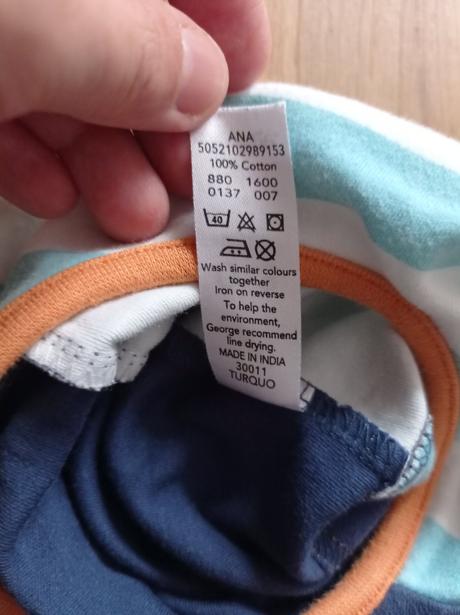 ANA
5052102989153
100% Cotton
880 1600
0137 007
40
Wash similar colours
together
Iron on reverse
To help the
environment,
George recommend
line drying.
MADE IN INDIA
30011
TURQUO